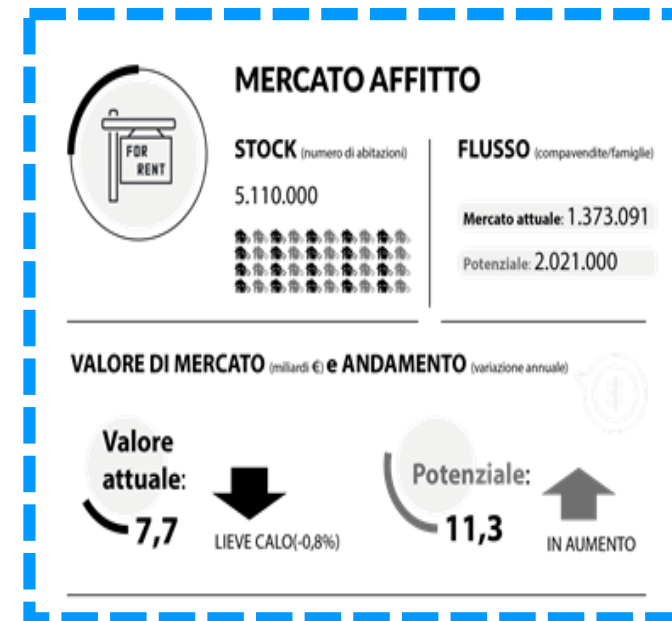 MERCATO AFFITTO
FOR
RENT
STOCK (numero di abitazioni)
5.110.000
FLUSSO (compavendite/famiglie)
Mercato attuale: 1.373.091
Potenziale: 2.021.000
VALORE DI MERCATO (miliardi €) e ANDAMENTO (variazione annuale)
Valore
attuale:
7,7
LIEVE CALO(-0,8%)
Potenziale:
11,3
IN AUMENTO